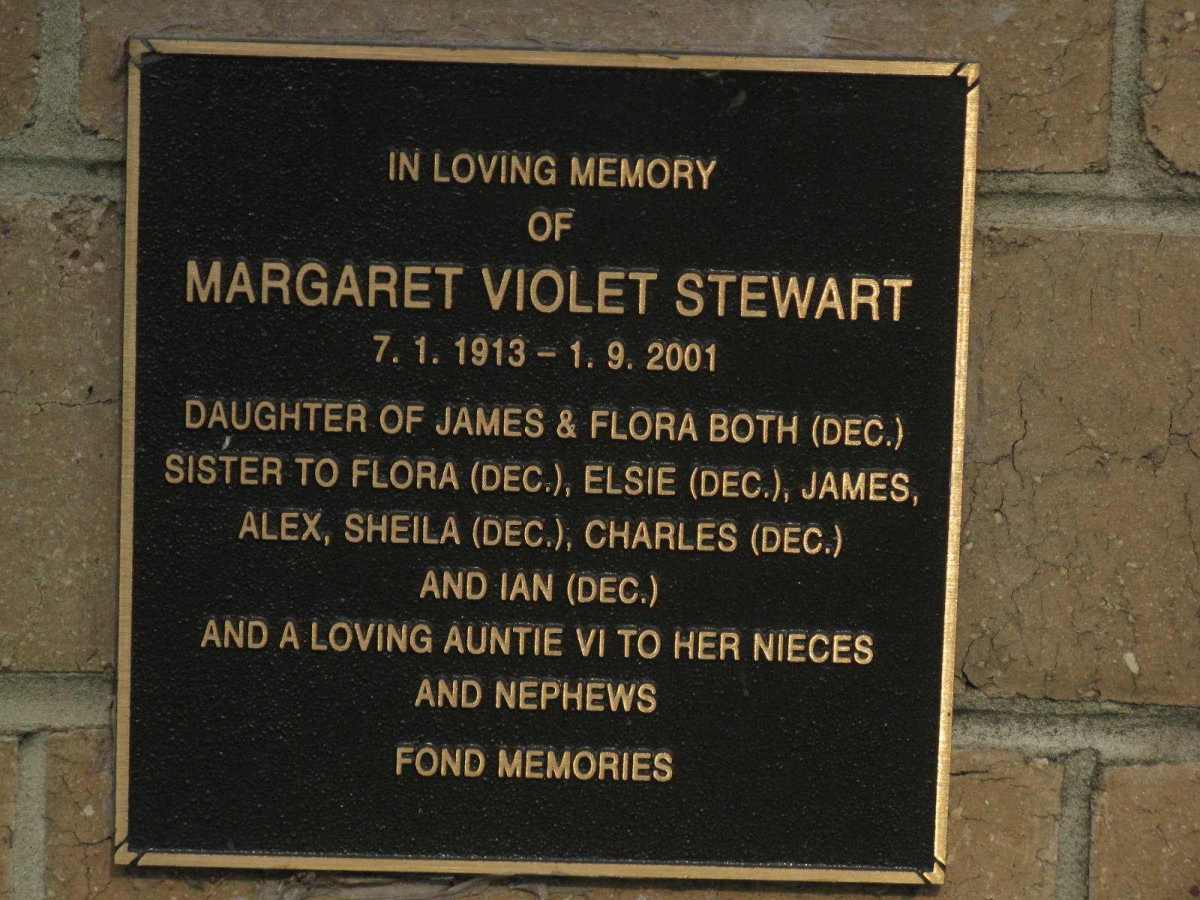 IN LOVING MEMORY
OF
MARGARET VIOLET STEWART
7. 1. 1913 – 1. 9. 2001
DAUGHTER OF JAMES & FLORA BOTH (DEC.)
SISTER TO FLORA (DEC.), ELSIE (DEC.), JAMES,
ALEX, SHEILA (DEC.), CHARLES (DEC.)
AND IAN (DEC.)
AND A LOVING AUNTIE VI TO HER NIECES
AND NEPHEWS
FOND MEMORIES